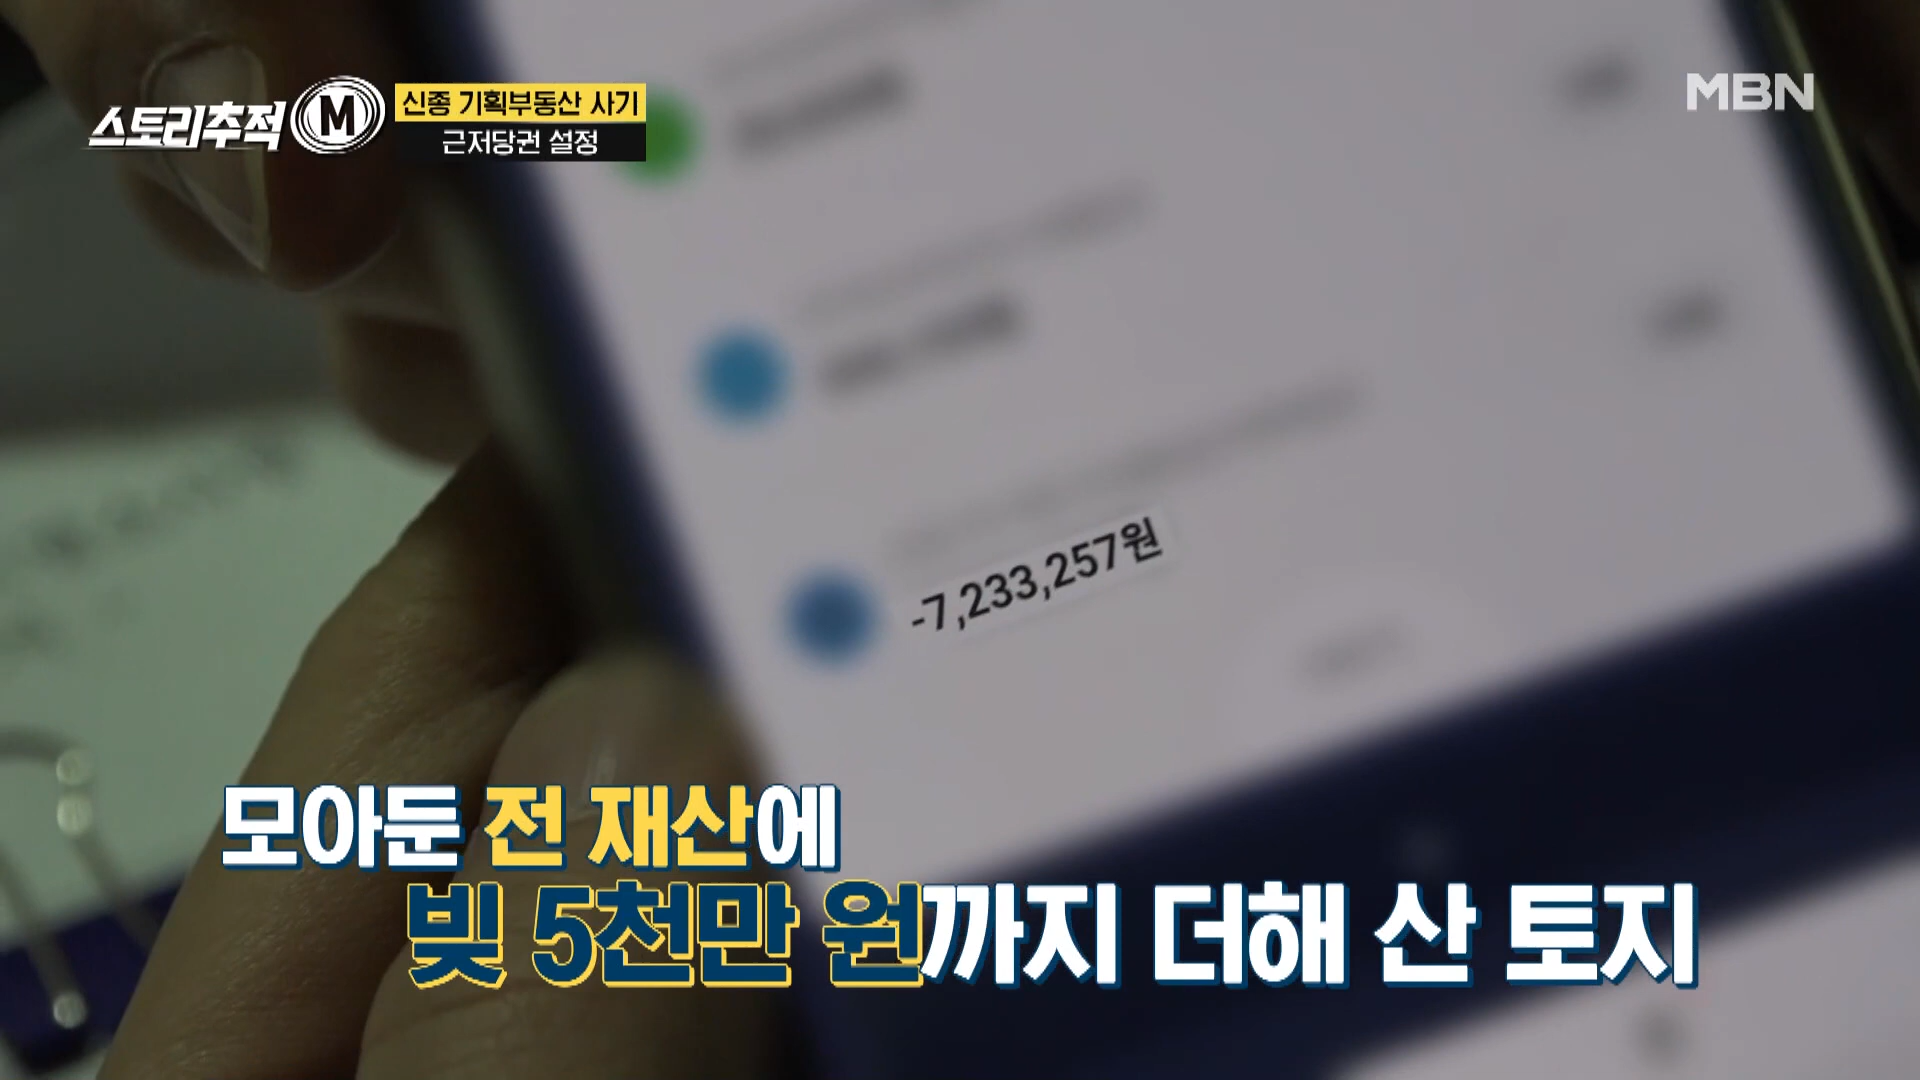 스토리추적 M
신종 기획부동산 사기
근저당권 설정
MBN
-7,233,257원
모아둔 전 재산에
빚 5천만 원까지 더해 산 토지